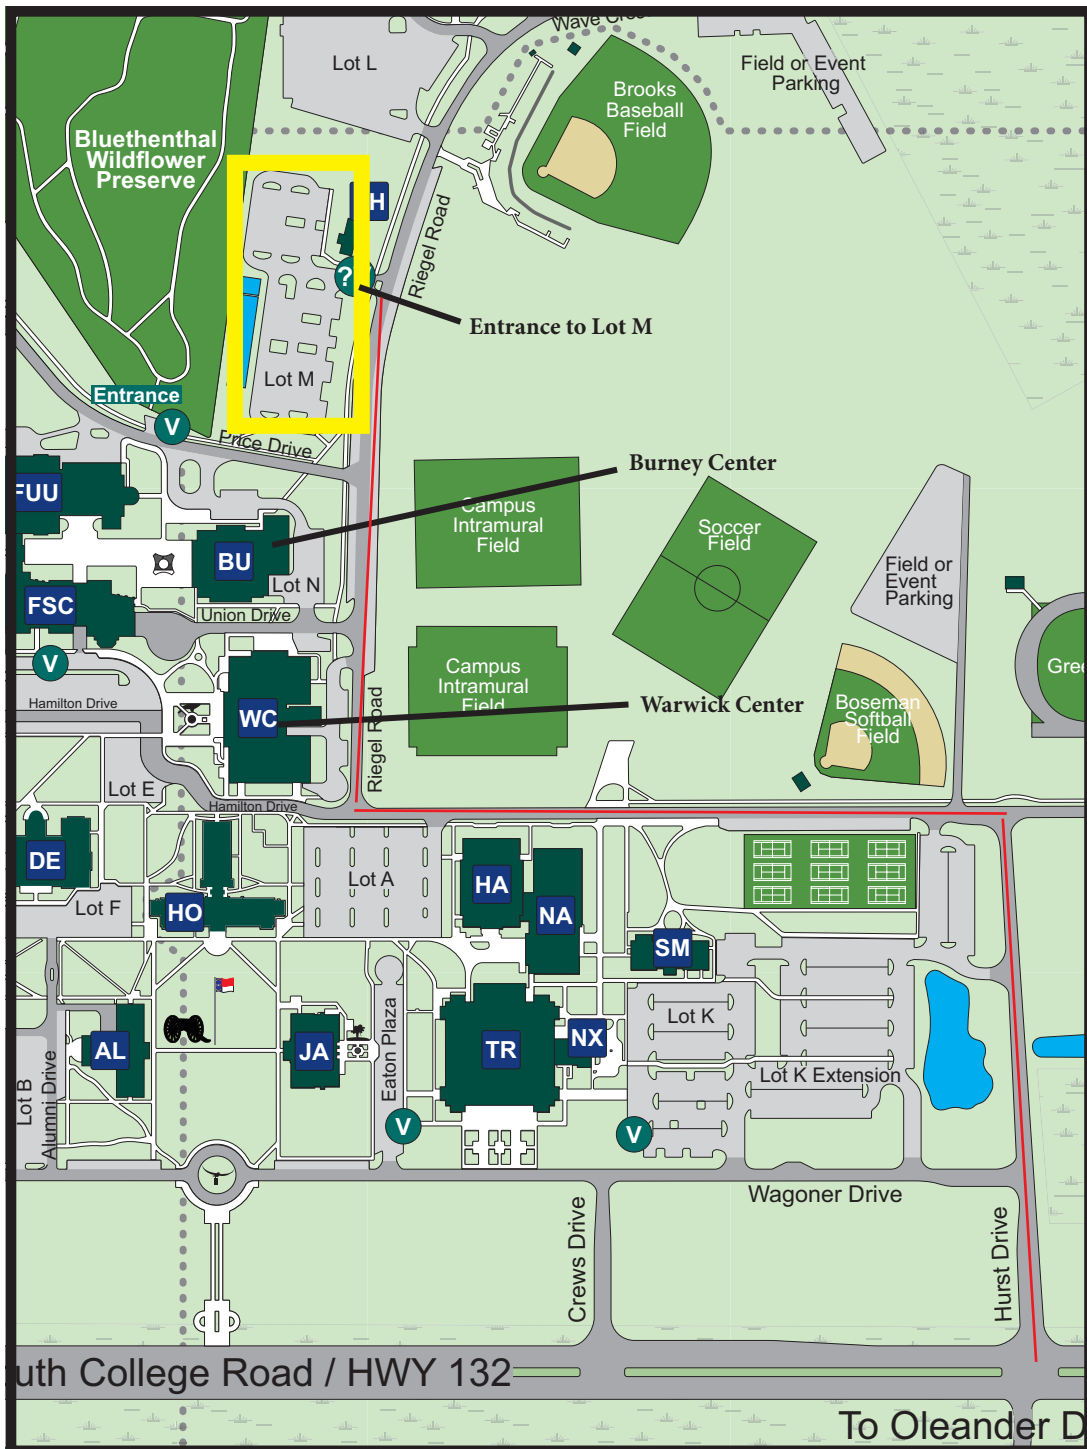 Wave Cres
Lot L
Field or Event
Parking
Brooks
Baseball
Field
Bluethenthal
Wildflower
Preserve
H
Riegel Road
?
Entrance to Lot M
Lot M
Entrance
V
Price Drive
Burney Center
FUU
Campus
Intramural
Field
Soccer
Field
BU
Field or
Event
Parking
Lot N
FSC
Union Drive
V
Campus
Intramural
Field
Gree
Hamilton Drive
WC
Warwick Center
Boseman
Softball
Field
Riegel Road
Lot E
Hamilton Drive
DE
Lot A
HA
Lot F
HO
NA
SM
Lot K
AL
JA
TR
NX
Eaton Plaza
Lot K Extension
Lot B
Alumni Drive
V
V
Wagoner Drive
Crews Drive
Hurst Drive
uth College Road / HWY 132
To Oleander D